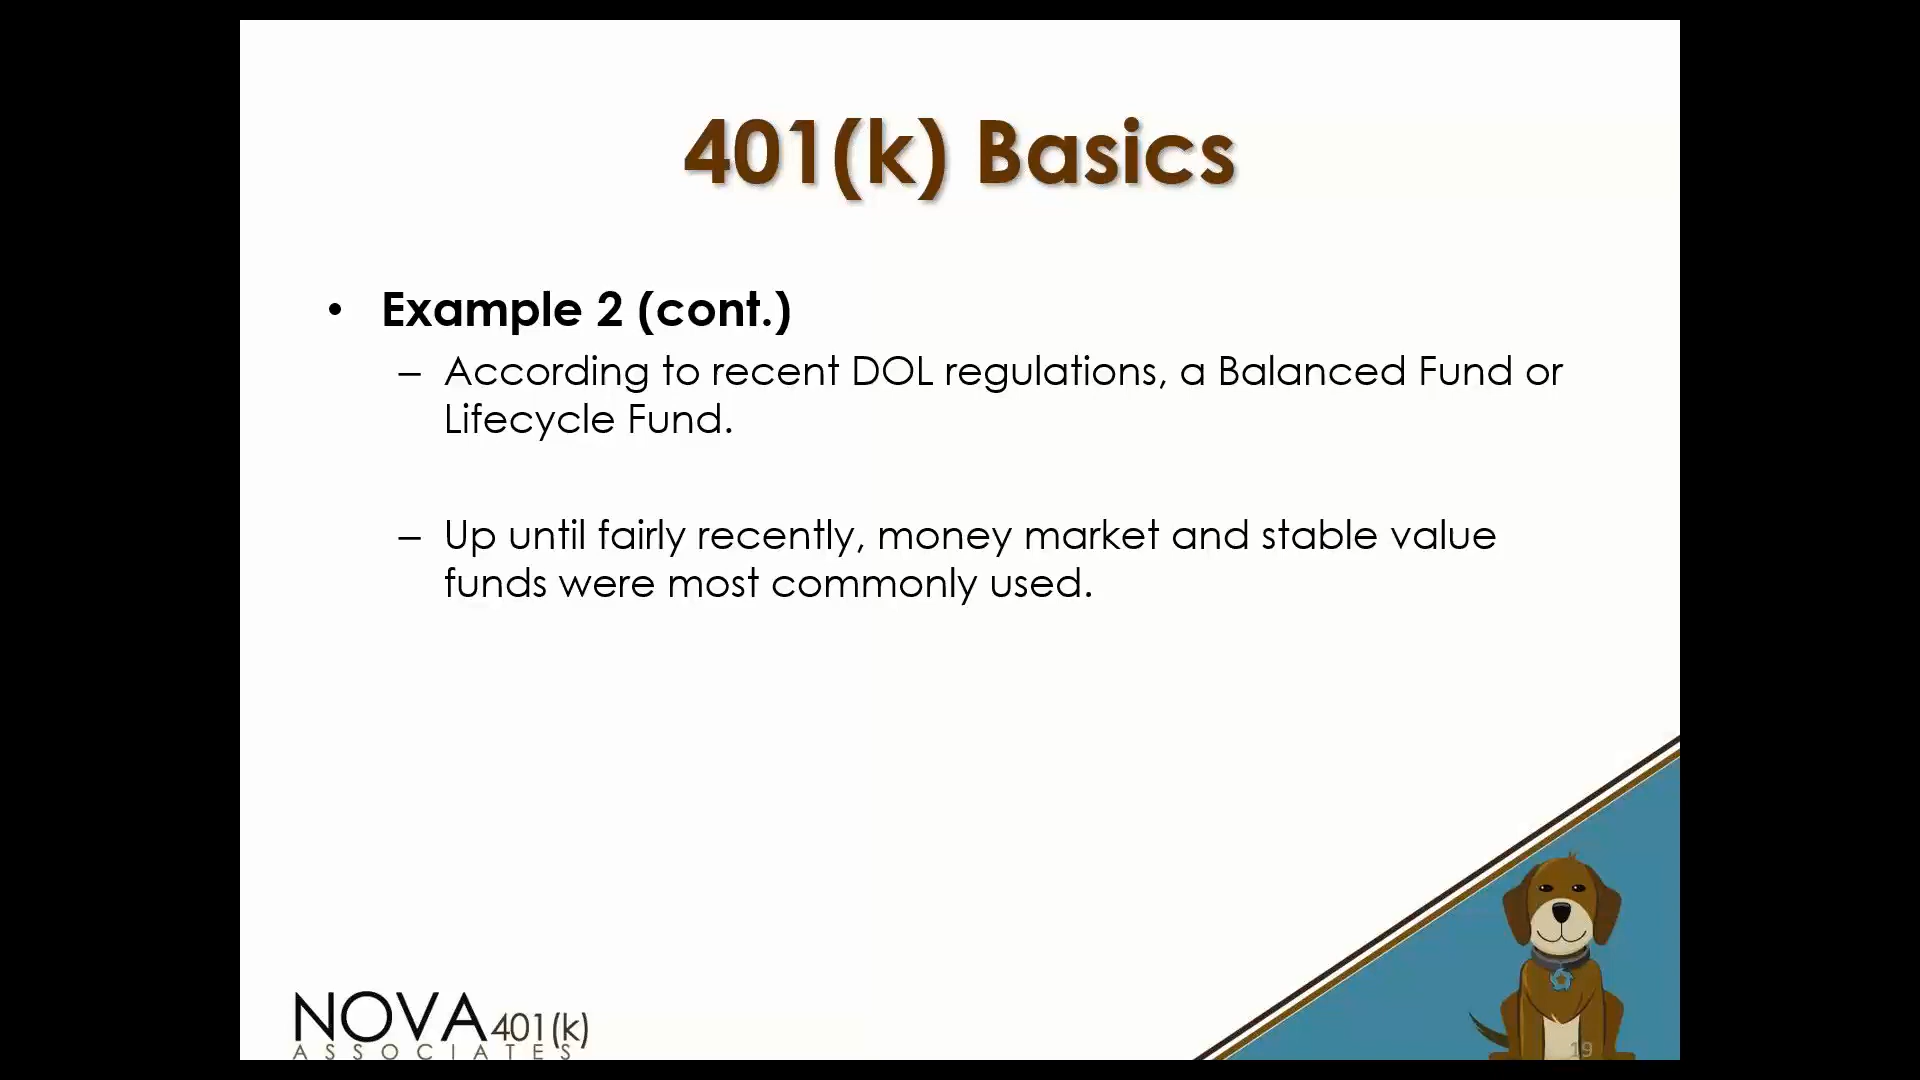 401(k) Basics
• Example 2 (cont.)
– According to recent DOL regulations, a Balanced Fund or
Lifecycle Fund.
– Up until fairly recently, money market and stable value
funds were most commonly used.
NOVA 401(k)
ASSOCIATES
19